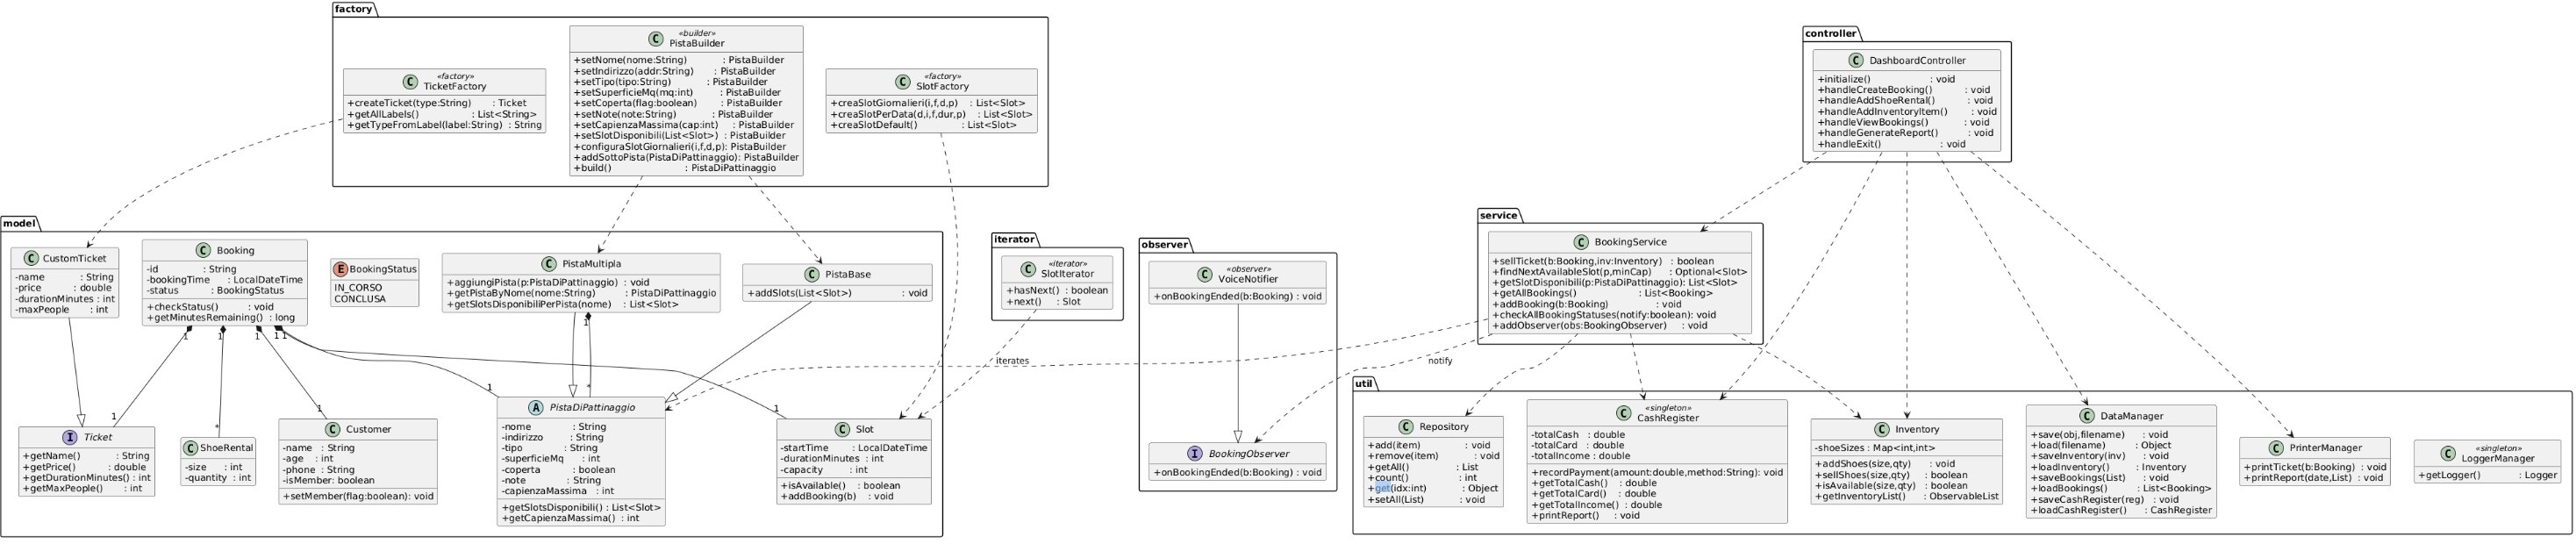 factory
«factory»
TicketFactory
+createTicket(type:String) : Ticket
+getAllLabels() : List<String>
+getTypeFromLabel(label:String) : String
«builder»
PistaBuilder
+setNome(nome:String) : PistaBuilder
+setIndirizzo(addr:String) : PistaBuilder
+setTipo(tipo:String) : PistaBuilder
+setSuperficieMq(mq:int) : PistaBuilder
+setCoperta(flag:boolean) : PistaBuilder
+setNote(note:String) : PistaBuilder
+setCapienzaMassima(cap:int) : PistaBuilder
+setSlotDisponibili(List<Slot>) : PistaBuilder
+configuraSlotGiornalieri(i,f,d,p): PistaBuilder
+addSottoPista(PistaDiPattinaggio): PistaBuilder
+build() : PistaDiPattinaggio
«factory»
SlotFactory
+creaSlotGiornalieri(i,f,d,p) : List<Slot>
+creaSlotPerData(d,i,f,dur,p) : List<Slot>
+creaSlotDefault() : List<Slot>
controller
DashboardController
+initialize() : void
+handleCreateBooking() : void
+handleAddShoeRental() : void
+handleAddInventoryItem() : void
+handleViewBookings() : void
+handleGenerateReport() : void
+handleExit() : void
model
CustomTicket
-name : String
-price : double
-durationMinutes : int
-maxPeople : int
Booking
-id : String
-bookingTime : LocalDateTime
-status : BookingStatus
+checkStatus() : void
+getMinutesRemaining() : long
BookingStatus
IN_CORSO
CONCLUSA
PistaMultipla
+aggiungiPista(p:PistaDiPattinaggio) : void
+getPistaByNome(nome:String) : PistaDiPattinaggio
+getSlotsDisponibiliPerPista(nome) : List<Slot>
PistaBase
+addSlots(List<Slot>) : void
1
1
1
1 1
1
1
*
1
1
*
1
Ticket
+getName() : String
+getPrice() : double
+getDurationMinutes() : int
+getMaxPeople() : int
ShoeRental
-size : int
-quantity : int
Customer
-name : String
-age : int
-phone : String
-isMember: boolean
+setMember(flag:boolean): void
PistaDiPattinaggio
-nome : String
-indirizzo : String
-tipo : String
-superficieMq : int
-coperta : boolean
-note : String
-capienzaMassima : int
+getSlotsDisponibili() : List<Slot>
+getCapienzaMassima() : int
Slot
-startTime : LocalDateTime
-durationMinutes : int
-capacity : int
+isAvailable() : boolean
+addBooking(b) : void
iterator
«iterator»
SlotIterator
+hasNext() : boolean
+next() : Slot
iterates
observer
«observer»
VoiceNotifier
+onBookingEnded(b:Booking) : void
BookingObserver
+onBookingEnded(b:Booking) : void
notify
service
BookingService
+sellTicket(b:Booking,inv:Inventory) : boolean
+findNextAvailableSlot(p,minCap) : Optional<Slot>
+getSlotDisponibili(p:PistaDiPattinaggio): List<Slot>
+getAllBookings() : List<Booking>
+addBooking(b:Booking) : void
+checkAllBookingStatuses(notify:boolean): void
+addObserver(obs:BookingObserver) : void
util
Repository
+add(item) : void
+remove(item) : void
+getAll() : List
+count() : int
+get(idx:int) : Object
+setAll(List) : void
«singleton»
CashRegister
-totalCash : double
-totalCard : double
-totalIncome : double
+recordPayment(amount:double,method:String): void
+getTotalCash() : double
+getTotalCard() : double
+getTotalIncome() : double
+printReport() : void
Inventory
-shoeSizes : Map<int,int>
+addShoes(size,qty) : void
+sellShoes(size,qty) : boolean
+isAvailable(size,qty) : boolean
+getInventoryList() : ObservableList
DataManager
+save(obj,filename) : void
+load(filename) : Object
+saveInventory(inv) : void
+loadInventory() : Inventory
+saveBookings(List) : void
+loadBookings() : List<Booking>
+saveCashRegister(reg) : void
+loadCashRegister() : CashRegister
PrinterManager
+printTicket(b:Booking) : void
+printReport(date,List) : void
«singleton»
LoggerManager
+getLogger() : Logger